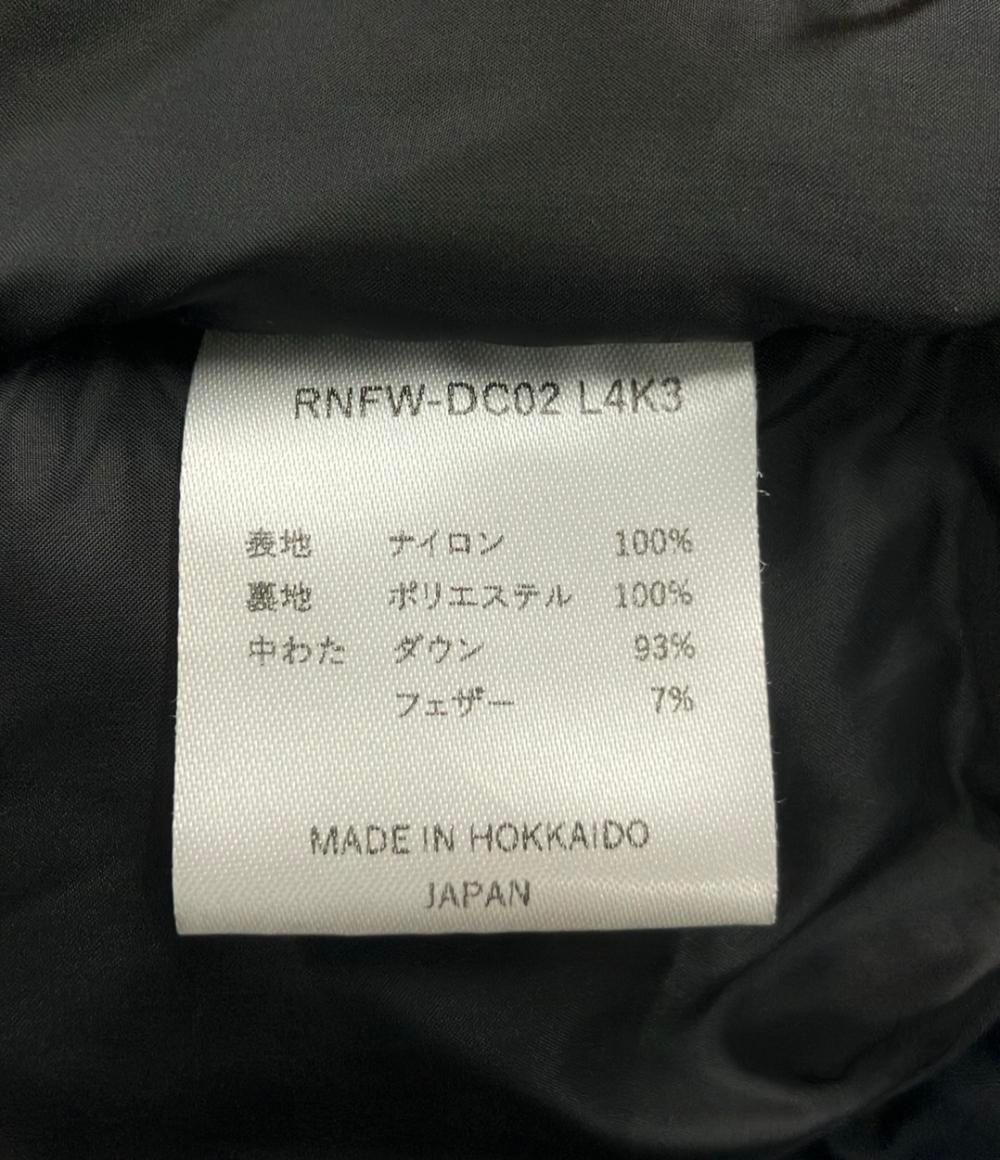 RNFW-DC02 L4K3
表地 ナイロン 100%
裏地 ポリエステル 100%
中わた ダウン 93%
フェザー 7%
MADE IN HOKKAIDO
JAPAN